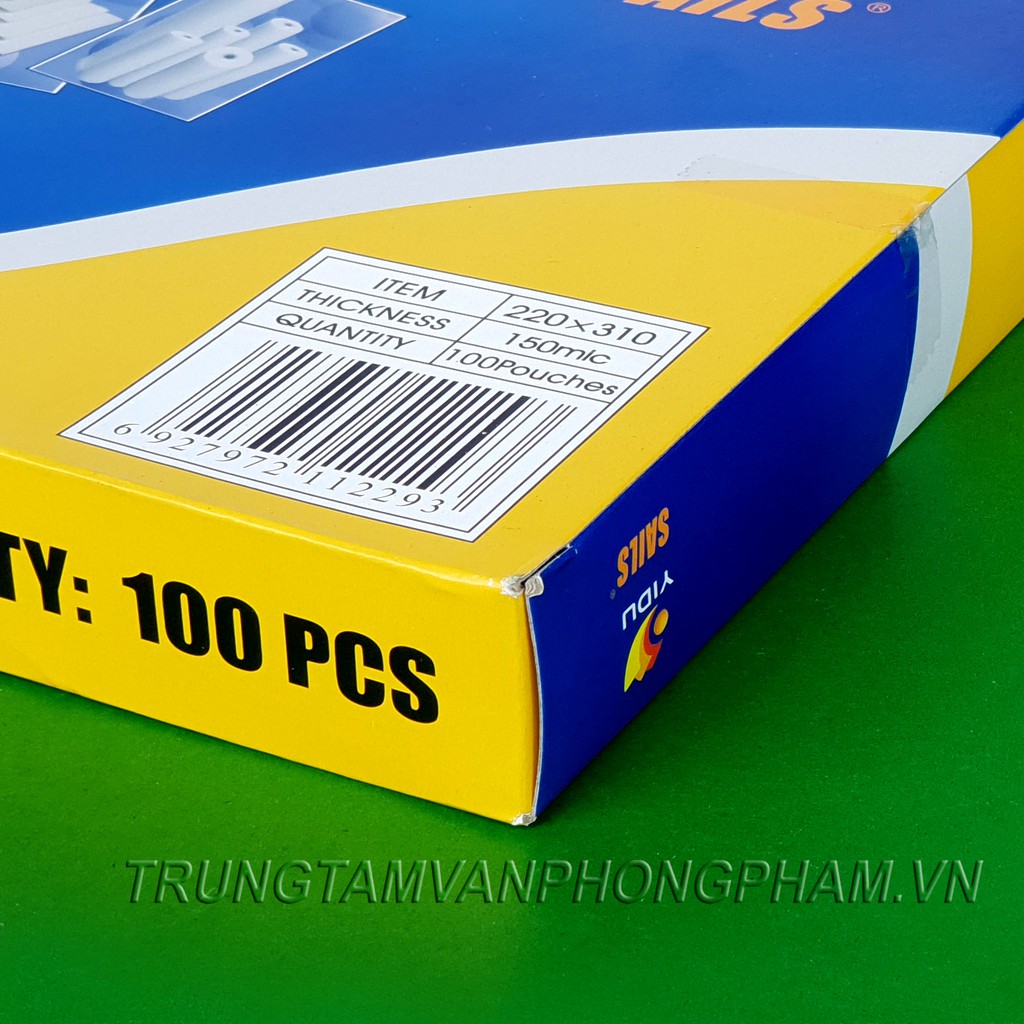 SAILS®
ITEM 220×310
THICKNESS 150mic
QUANTITY 100Pouches
6 927972 112293
TY: 100 PCS
SAILS®
YIDU
TRUNGTAMVANPHONGPHAM.VN